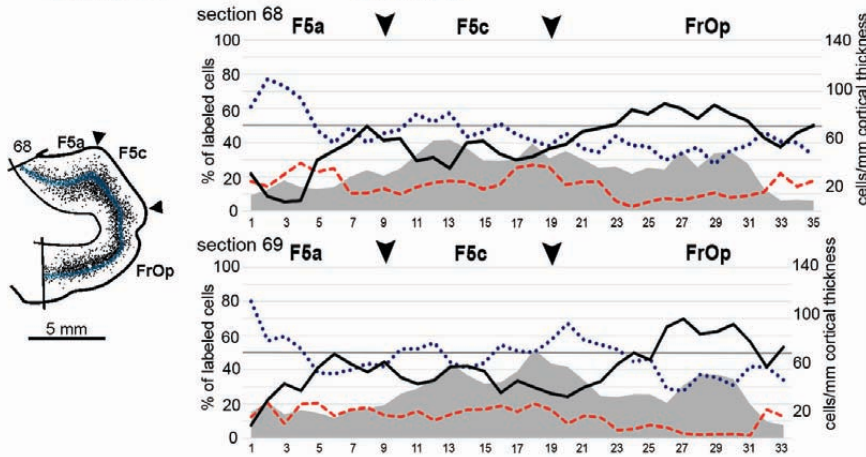 68
F5a
F5c
FrOp
5 mm
section 68
F5a
F5c
FrOp
% of labeled cells
100
80
60
40
20
0
140
100
60
20
cells/mm cortical thickness
1 3 5 7 9 11 13 15 17 19 21 23 25 27 29 31 33 35
section 69
F5a
F5c
FrOp
% of labeled cells
100
80
60
40
20
0
140
100
60
20
cells/mm cortical thickness
1 3 5 7 9 11 13 15 17 19 21 23 25 27 29 31 33